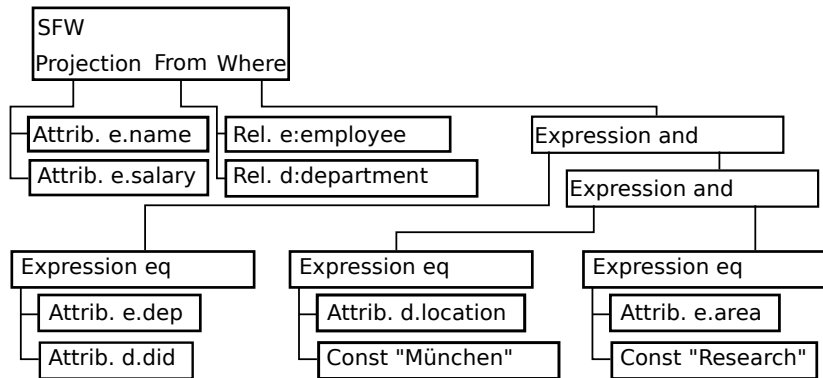 SFW
Projection From Where
Attrib. e.name
Rel. e:employee
Expression and
Attrib. e.salary
Rel. d:department
Expression and
Expression eq
Expression eq
Expression eq
Attrib. e.dep
Attrib. d.location
Attrib. e.area
Attrib. d.did
Const "München"
Const "Research"